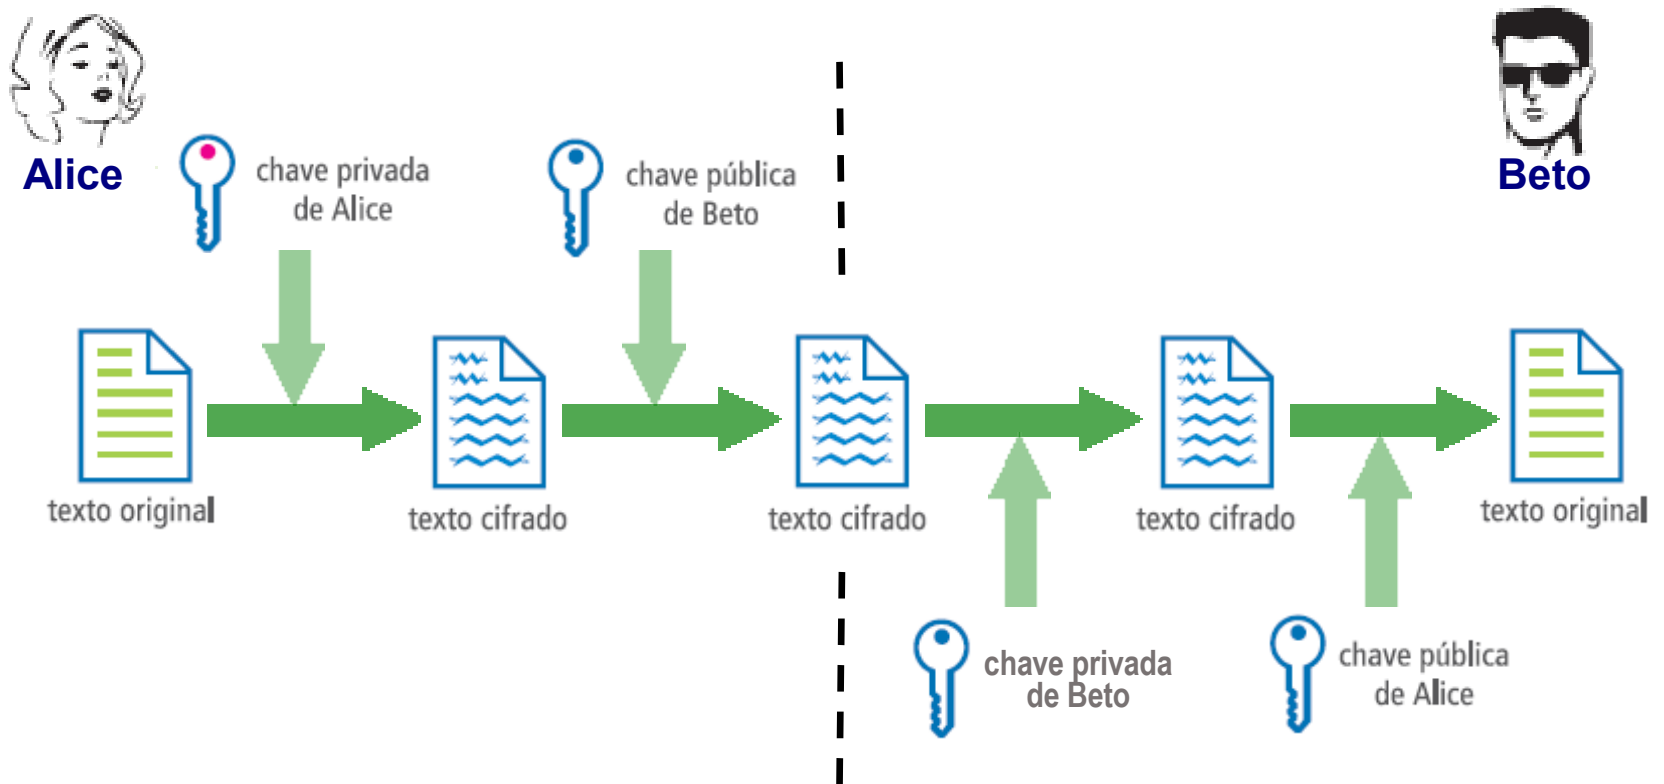 Alice
chave privada
de Alice
chave pública
de Beto
Beto
texto original
texto cifrado
texto cifrado
texto cifrado
texto original
chave privada
de Beto
chave pública
de Alice